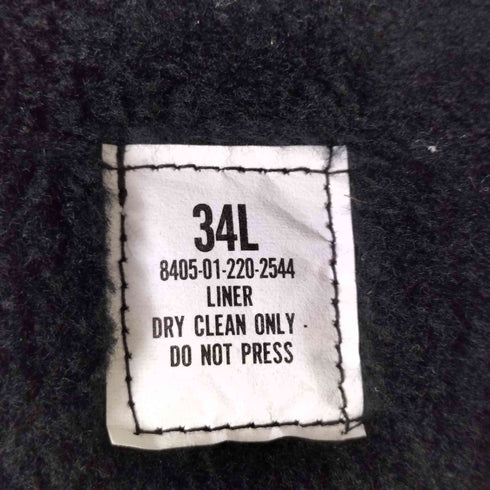 34L
8405-01-220-2544
LINER
DRY CLEAN ONLY
DO NOT PRESS